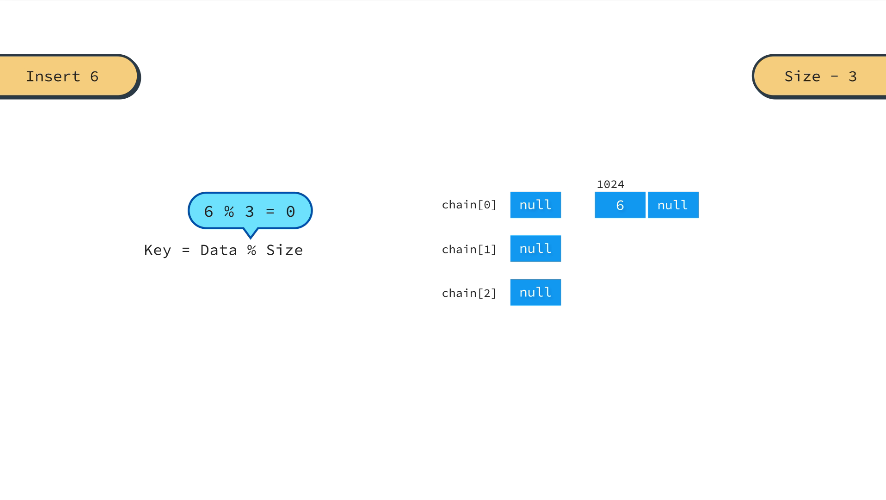 Insert 6
Size - 3
1024
6 % 3 = 0
chain[0] null 6 null
Key = Data % Size
chain[1] null
chain[2] null